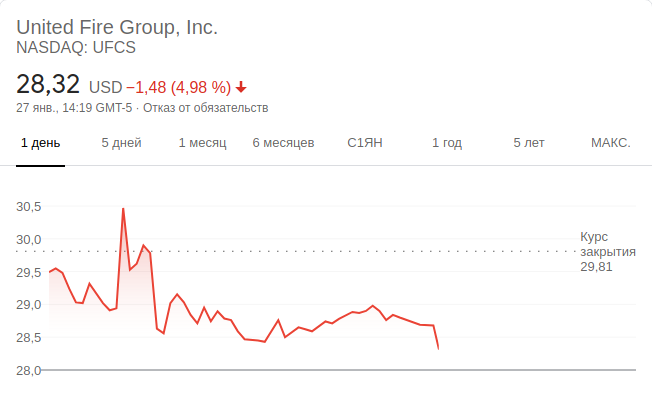 United Fire Group, Inc.
NASDAQ: UFCS
28,32 USD −1,48 (4,98 %)
27 янв., 14:19 GMT-5 · Отказ от обязательств
1 день 5 дней 1 месяц 6 месяцев С1ЯН 1 год 5 лет МАКС.
30,5
30,0
29,5
29,0
28,5
28,0
Курс
закрытия
29,81